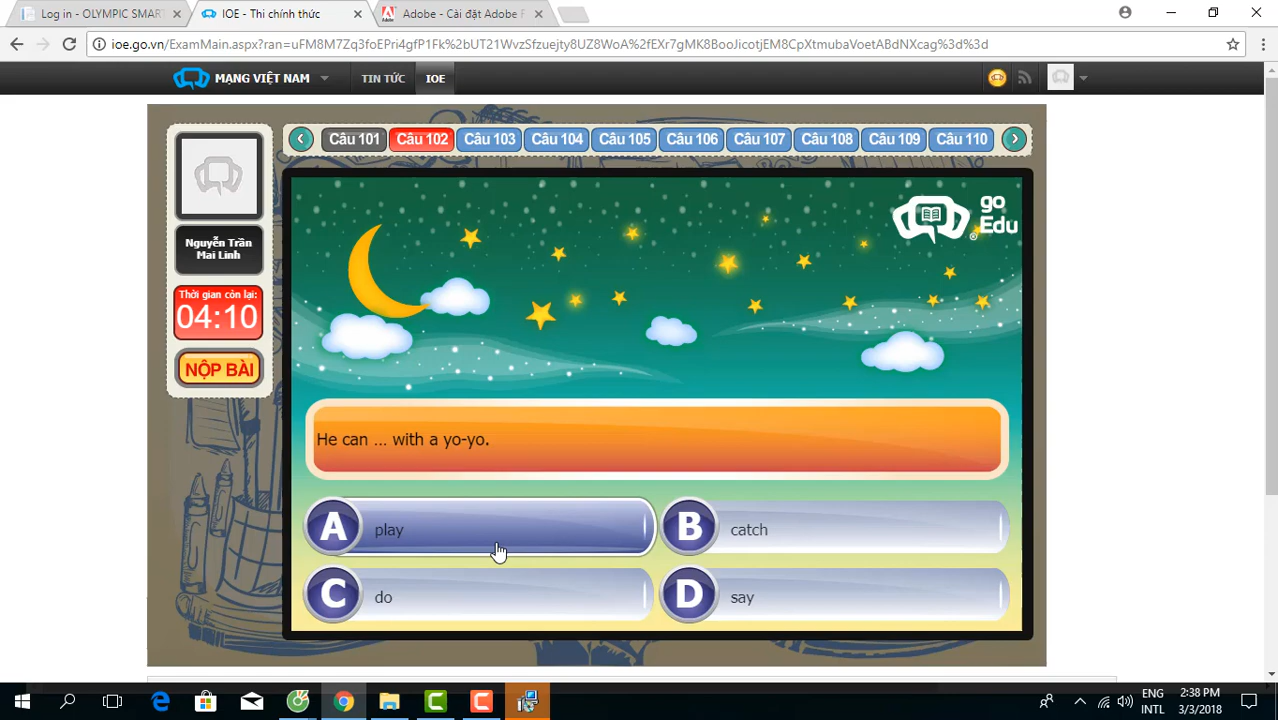 Log in - OLYMPIC SMART
IOE - Thi chính thức
Adobe - Cài đặt Adobe F
ioe.go.vn/ExamMain.aspx?ran=uFM8M7Zq3foEPri4gfP1Fk%2bUT21WvzSfzuejty8UZ8WoA%2fEXr7gMK8BooJicotjEM8CpXtmubaVoetABdNXcag%3d%3d
MẠNG VIỆT NAM TIN TỨC IOE
Câu 101 Câu 102 Câu 103 Câu 104 Câu 105 Câu 106 Câu 107 Câu 108 Câu 109 Câu 110
go
Edu
Nguyễn Trần
Mai Linh
Thời gian còn lại:
04:10
NỘP BÀI
He can ... with a yo-yo.
A play
B catch
C do
D say
ENG
INTL
2:38 PM
3/3/2018